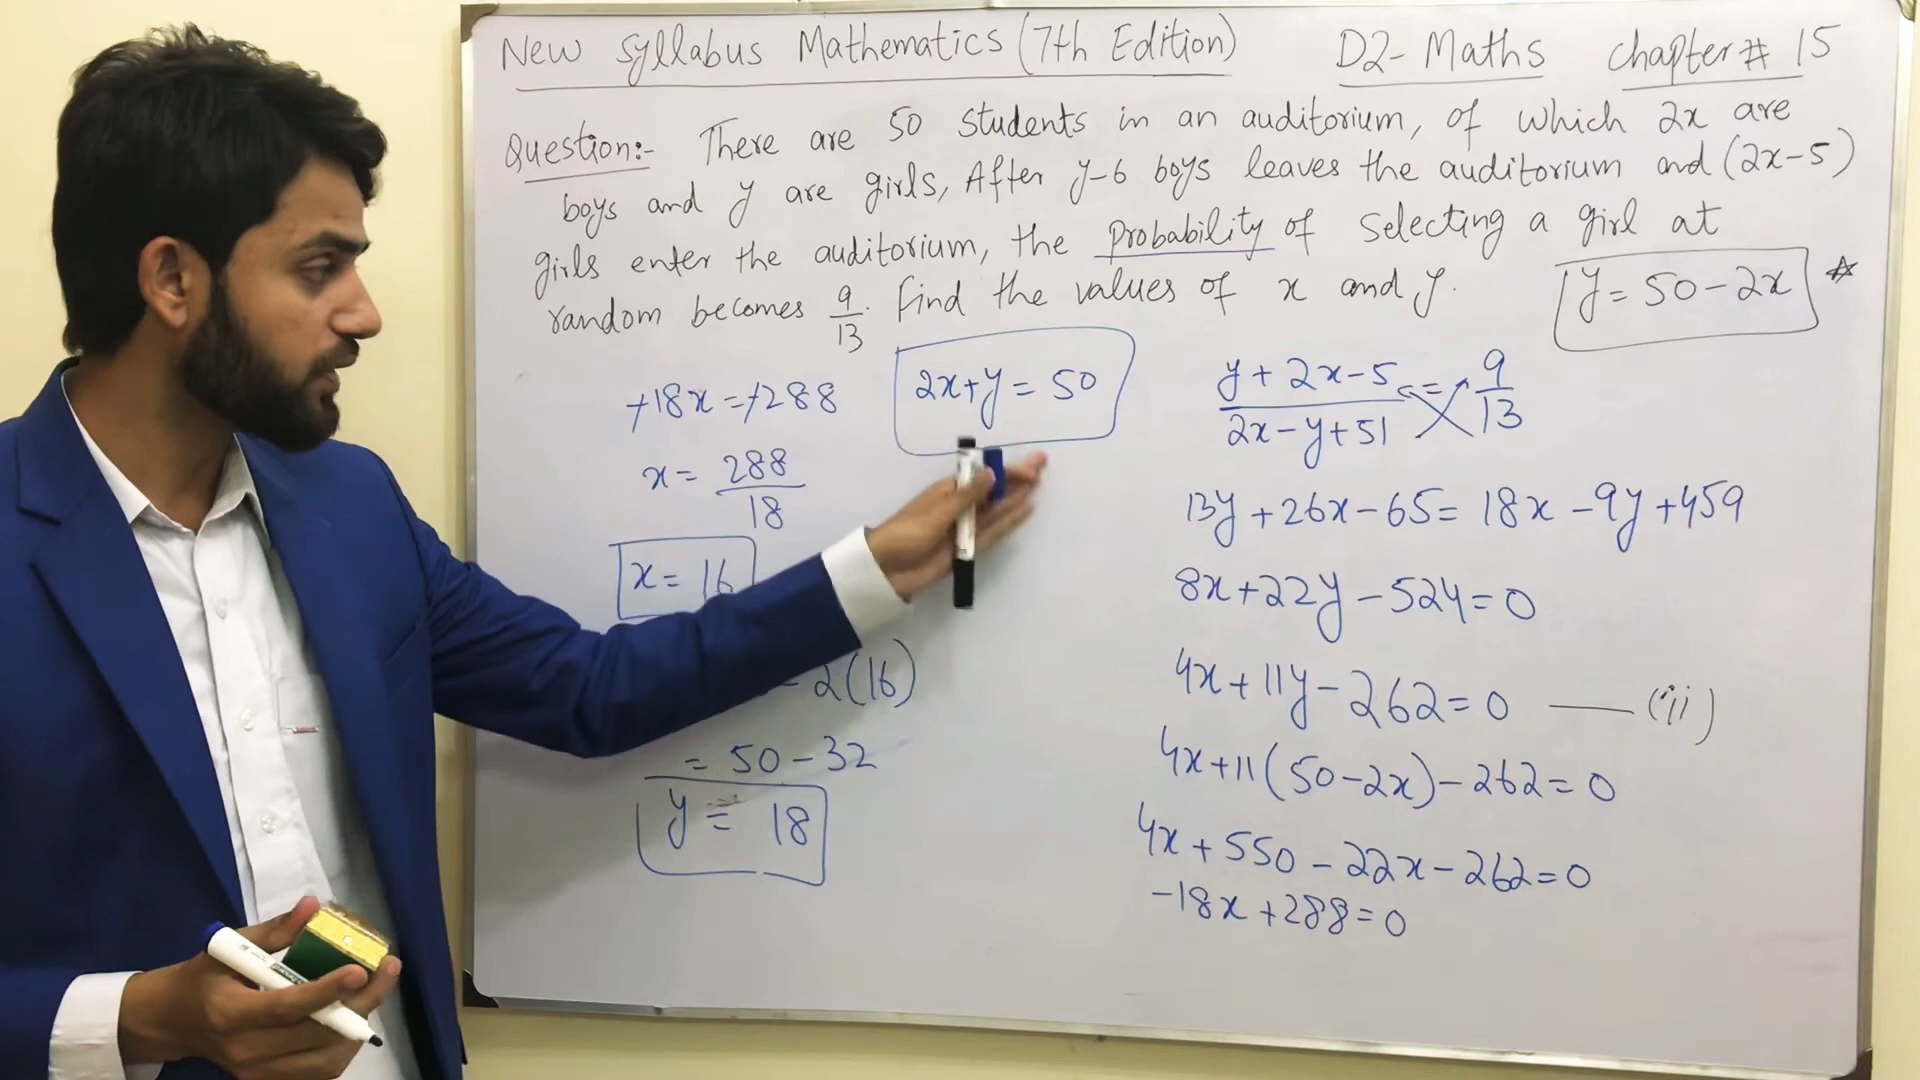 New Syllabus Mathematics (7th Edition) D2-Maths Chapter # 15
Question:- There are 50 students in an auditorium, of which 2x are
boys and y are girls, After y-6 boys leaves the auditorium and (2x-5)
girls enter the auditorium, the probability of selecting a girl at
random becomes 9/13. Find the values of x and y.
y = 50-2x *
+18x = +288
x = 288/18
x = 16
- 2(16)
= 50-32
y = 18
2x+y = 50
y+2x-5/2x-y+51 = 9/13
13y+26x-65 = 18x-9y+459
8x+22y-524=0
4x+11y-262=0 —(ii)
4x+11(50-2x)-262=0
4x+550-22x-262=0
-18x+288=0